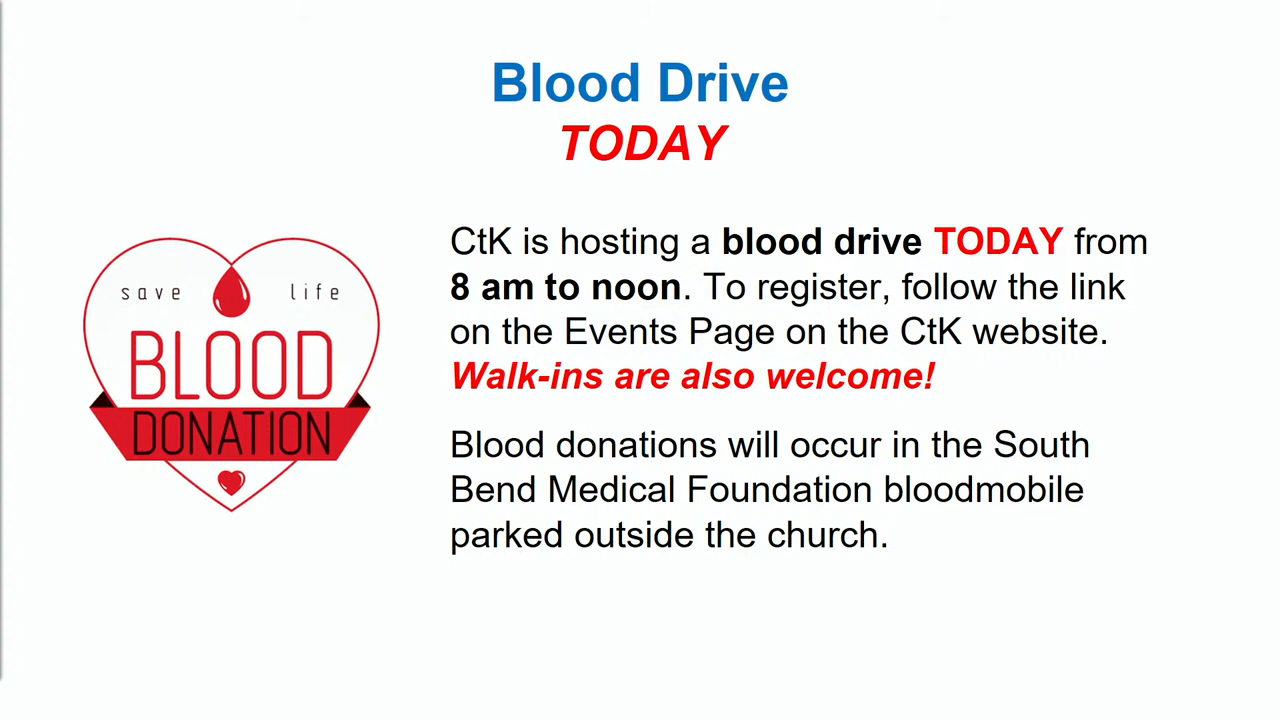 Blood Drive
TODAY
CtK is hosting a blood drive TODAY from
8 am to noon. To register, follow the link
on the Events Page on the CtK website.
Walk-ins are also welcome!
Blood donations will occur in the South
Bend Medical Foundation bloodmobile
parked outside the church.
save life
BLOOD
DONATION